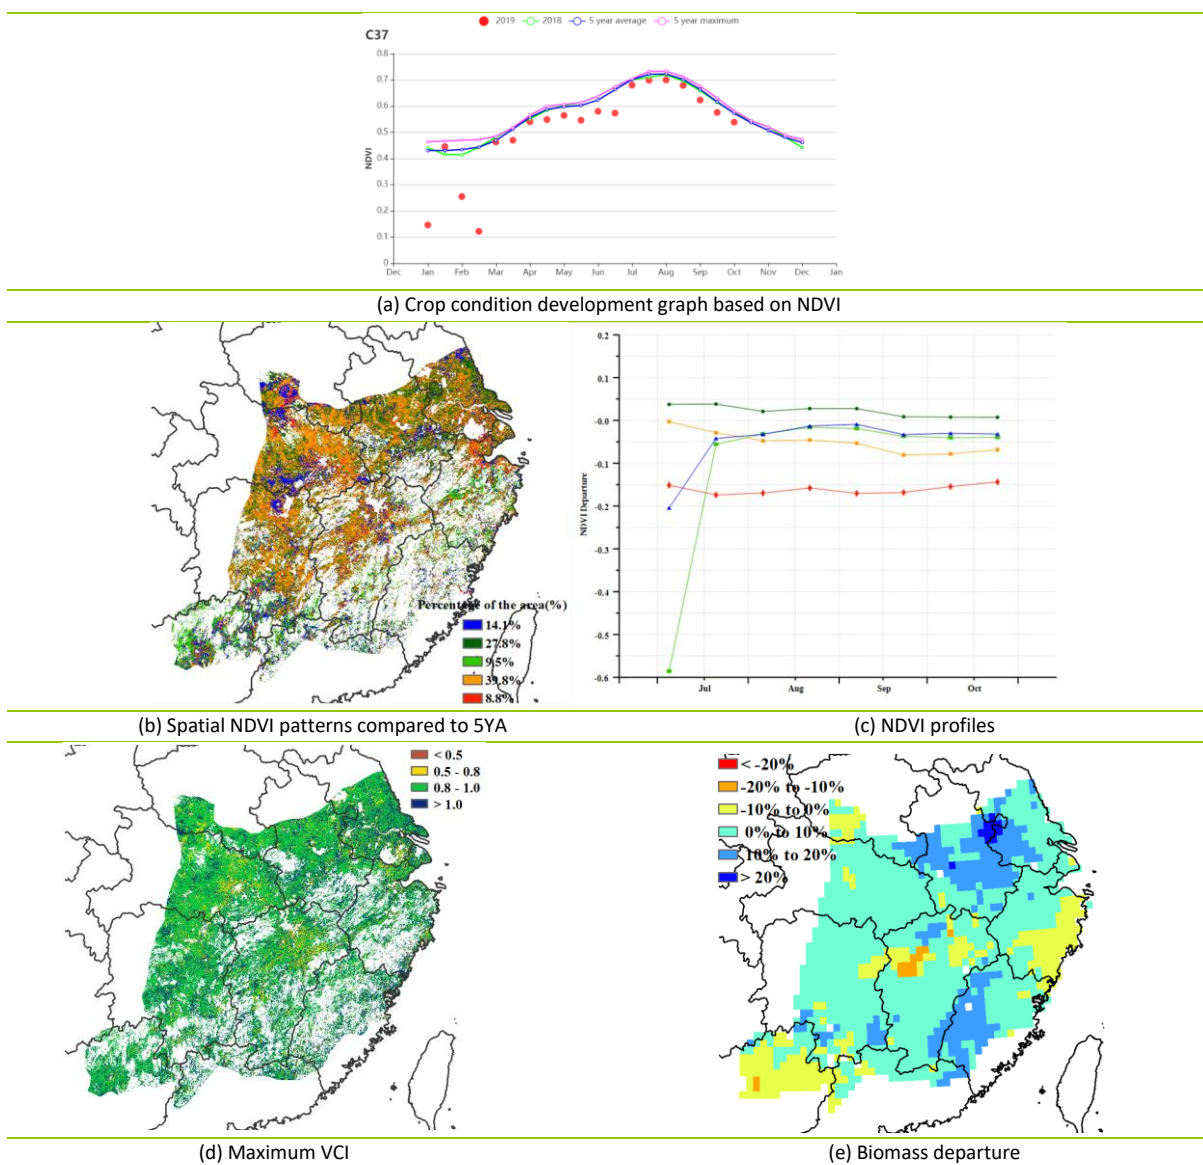 2019 2018 5 year average 5 year maximum
C37
0.8
0.7
0.6
0.5
0.4
0.3
0.2
0.1
0
NDVI
Dec Jan Feb Mar Apr May Jun Jul Aug Sep Oct Nov Dec Jan
(a) Crop condition development graph based on NDVI
Percentage of the area(%)
14.1%
27.8%
9.5%
39.8%
8.8%
0.2
0.1
-0.0
-0.1
-0.2
-0.3
-0.4
-0.5
-0.6
NDVI Departure
Jul Aug Sep Oct
(b) Spatial NDVI patterns compared to 5YA (c) NDVI profiles
< 0.5
0.5 - 0.8
0.8 - 1.0
> 1.0
< -20%
-20% to -10%
-10% to 0%
0% to 10%
10% to 20%
> 20%
(d) Maximum VCI (e) Biomass departure